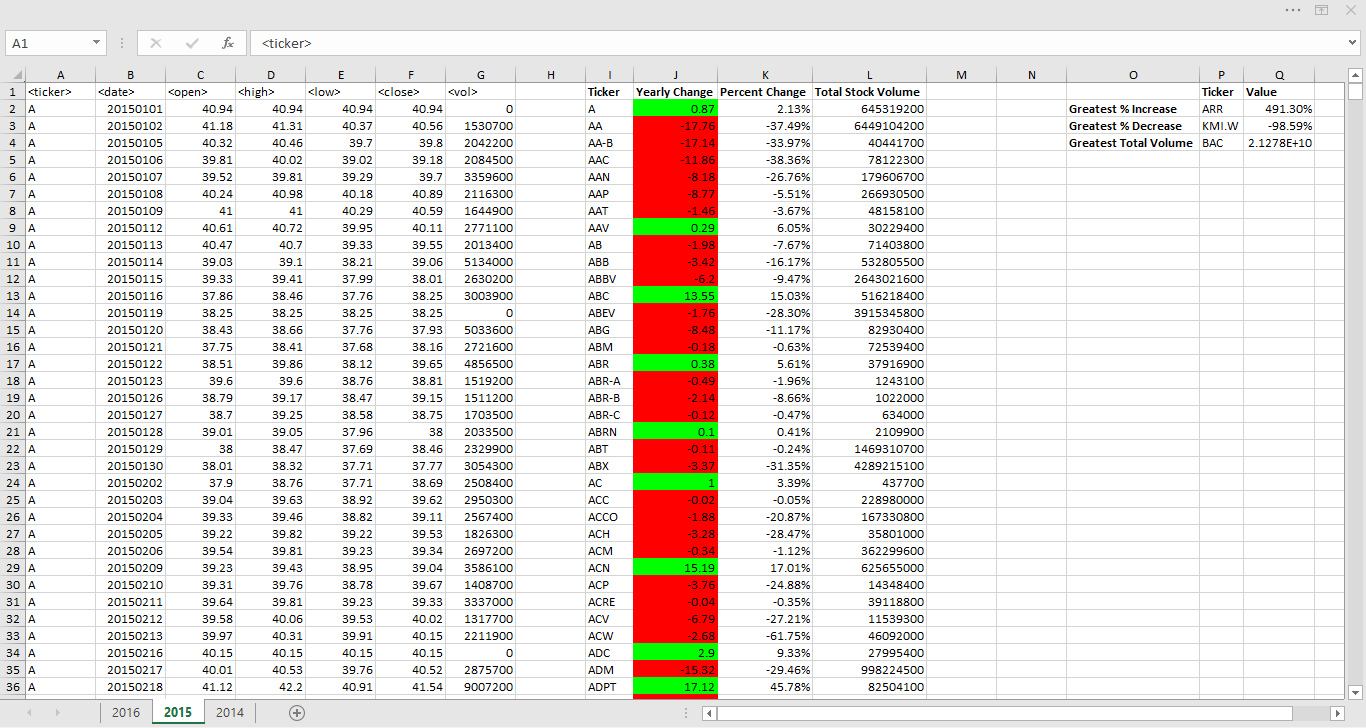 A1 fx <ticker>
A B C D E F G H I J K L M N O P Q
1 <ticker> <date> <open> <high> <low> <close> <vol> Ticker Yearly Change Percent Change Total Stock Volume Ticker Value
2 A 20150101 40.94 40.94 40.94 40.94 0 A 0.87 2.13% 645319200 Greatest % Increase ARR 491.30%
3 A 20150102 41.18 41.31 40.37 40.56 1530700 AA -17.76 -37.49% 6449104200 Greatest % Decrease KMI.W -98.59%
4 A 20150105 40.32 40.46 39.7 39.8 2042200 AA-B -17.14 -33.97% 40441700 Greatest Total Volume BAC 2.1278E+10
5 A 20150106 39.81 40.02 39.02 39.18 2084500 AAC -11.86 -38.36% 78122300
6 A 20150107 39.52 39.81 39.29 39.7 3359600 AAN -8.18 -26.76% 179606700
7 A 20150108 40.24 40.98 40.18 40.89 2116300 AAP -8.77 -5.51% 266930500
8 A 20150109 41 41 40.29 40.59 1644900 AAT -1.46 -3.67% 48158100
9 A 20150112 40.61 40.72 39.95 40.11 2771100 AAV 0.29 6.05% 30229400
10 A 20150113 40.47 40.7 39.33 39.55 2013400 AB -1.98 -7.67% 71403800
11 A 20150114 39.03 39.1 38.21 39.06 5134000 ABB -3.42 -16.17% 532805500
12 A 20150115 39.33 39.41 37.99 38.01 2630200 ABBV -6.2 -9.47% 2643021600
13 A 20150116 37.86 38.46 37.76 38.25 3003900 ABC 13.55 15.03% 516218400
14 A 20150119 38.25 38.25 38.25 38.25 0 ABEV -1.76 -28.30% 3915345800
15 A 20150120 38.43 38.66 37.76 37.93 5033600 ABG -8.48 -11.17% 82930400
16 A 20150121 37.75 38.41 37.68 38.16 2721600 ABM -0.18 -0.63% 72539400
17 A 20150122 38.51 39.86 38.12 39.65 4856500 ABR 0.38 5.61% 37916900
18 A 20150123 39.6 39.6 38.76 38.81 1519200 ABR-A -0.49 -1.96% 1243100
19 A 20150126 38.79 39.17 38.47 39.15 1511200 ABR-B -2.14 -8.66% 1022000
20 A 20150127 38.7 39.25 38.58 38.75 1703500 ABR-C -0.12 -0.47% 634000
21 A 20150128 39.01 39.05 37.96 38 2033500 ABRN 0.1 0.41% 2109900
22 A 20150129 38 38.47 37.69 38.46 2329900 ABT -0.11 -0.24% 1469310700
23 A 20150130 38.01 38.32 37.71 37.77 3054300 ABX -3.37 -31.35% 4289215100
24 A 20150202 37.9 38.76 37.71 38.69 2508400 AC 1 3.39% 437700
25 A 20150203 39.04 39.63 38.92 39.62 2950300 ACC -0.02 -0.05% 228980000
26 A 20150204 39.33 39.46 38.82 39.11 2567400 ACCO -1.88 -20.87% 167330800
27 A 20150205 39.22 39.82 39.22 39.53 1826300 ACH -3.28 -28.47% 35801000
28 A 20150206 39.54 39.81 39.23 39.34 2697200 ACM -0.34 -1.12% 362299600
29 A 20150209 39.23 39.43 38.95 39.04 3586100 ACN 15.19 17.01% 625655000
30 A 20150210 39.31 39.76 38.78 39.67 1408700 ACP -3.76 -24.88% 14348400
31 A 20150211 39.64 39.81 39.23 39.33 3337000 ACRE -0.04 -0.35% 39118800
32 A 20150212 39.58 40.06 39.53 40.02 1317700 ACV -6.79 -27.21% 11539300
33 A 20150213 39.97 40.31 39.91 40.15 2211900 ACW -2.68 -61.75% 46092000
34 A 20150216 40.15 40.15 40.15 40.15 0 ADC 2.9 9.33% 27995400
35 A 20150217 40.01 40.53 39.76 40.52 2875700 ADM -15.32 -29.46% 998224500
36 A 20150218 41.12 42.2 40.91 41.54 9007200 ADPT 17.12 45.78% 82504100
2016 2015 2014